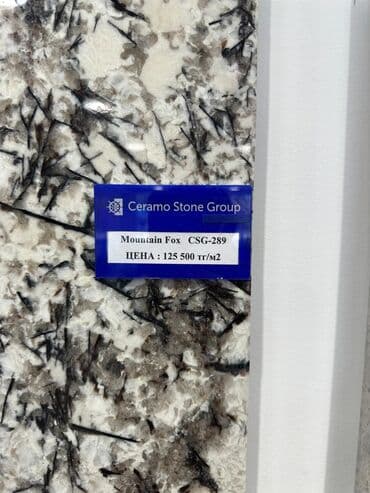 Ceramo Stone Group
Mountain Fox CSG-289
ЦЕНА : 125 500 тг/м2